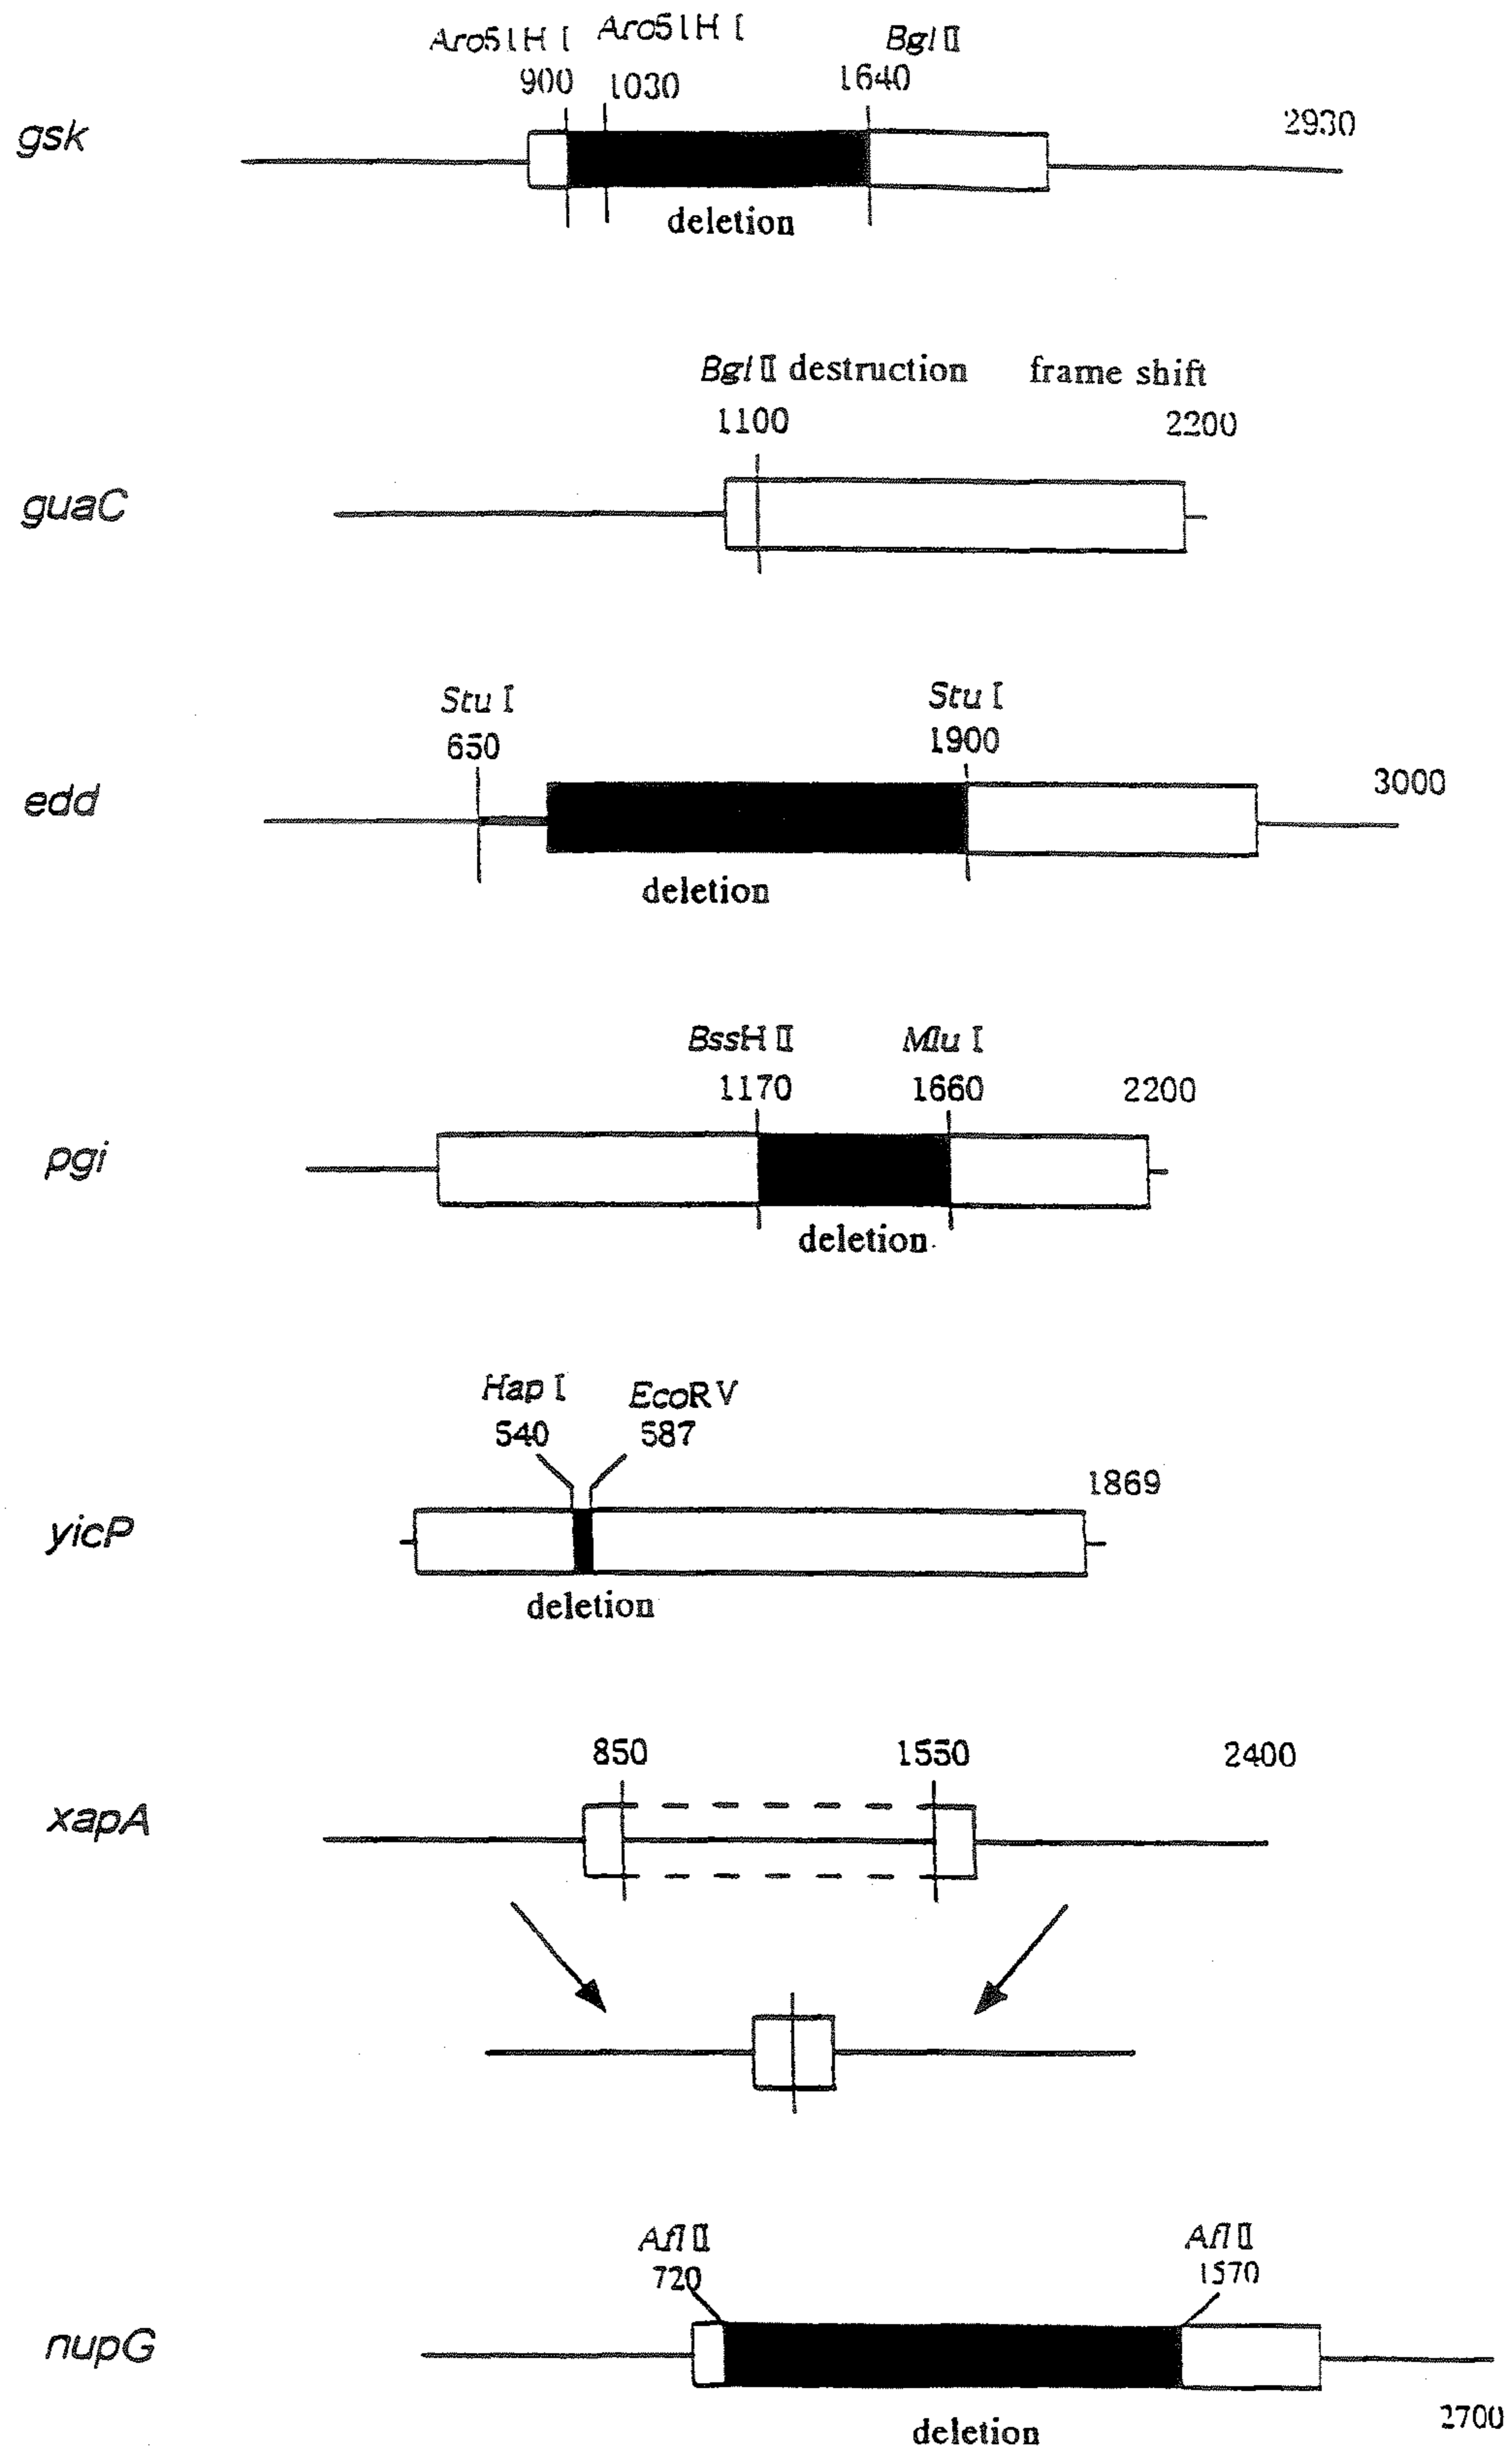 Aro51H I Aro51H I Bgl II
900 1030 1640
2930
gsk
deletion
Bgl II destruction frame shift
1100 2200
guaC
Stu I Stu I
650 1900
3000
edd
deletion
BssH II Mlu I
1170 1660 2200
pgi
deletion
Hap I EcoRV
540 587
1869
yicP
deletion
850 1550 2400
xapA
Afl II Afl II
720 1570
nupG
2700
deletion